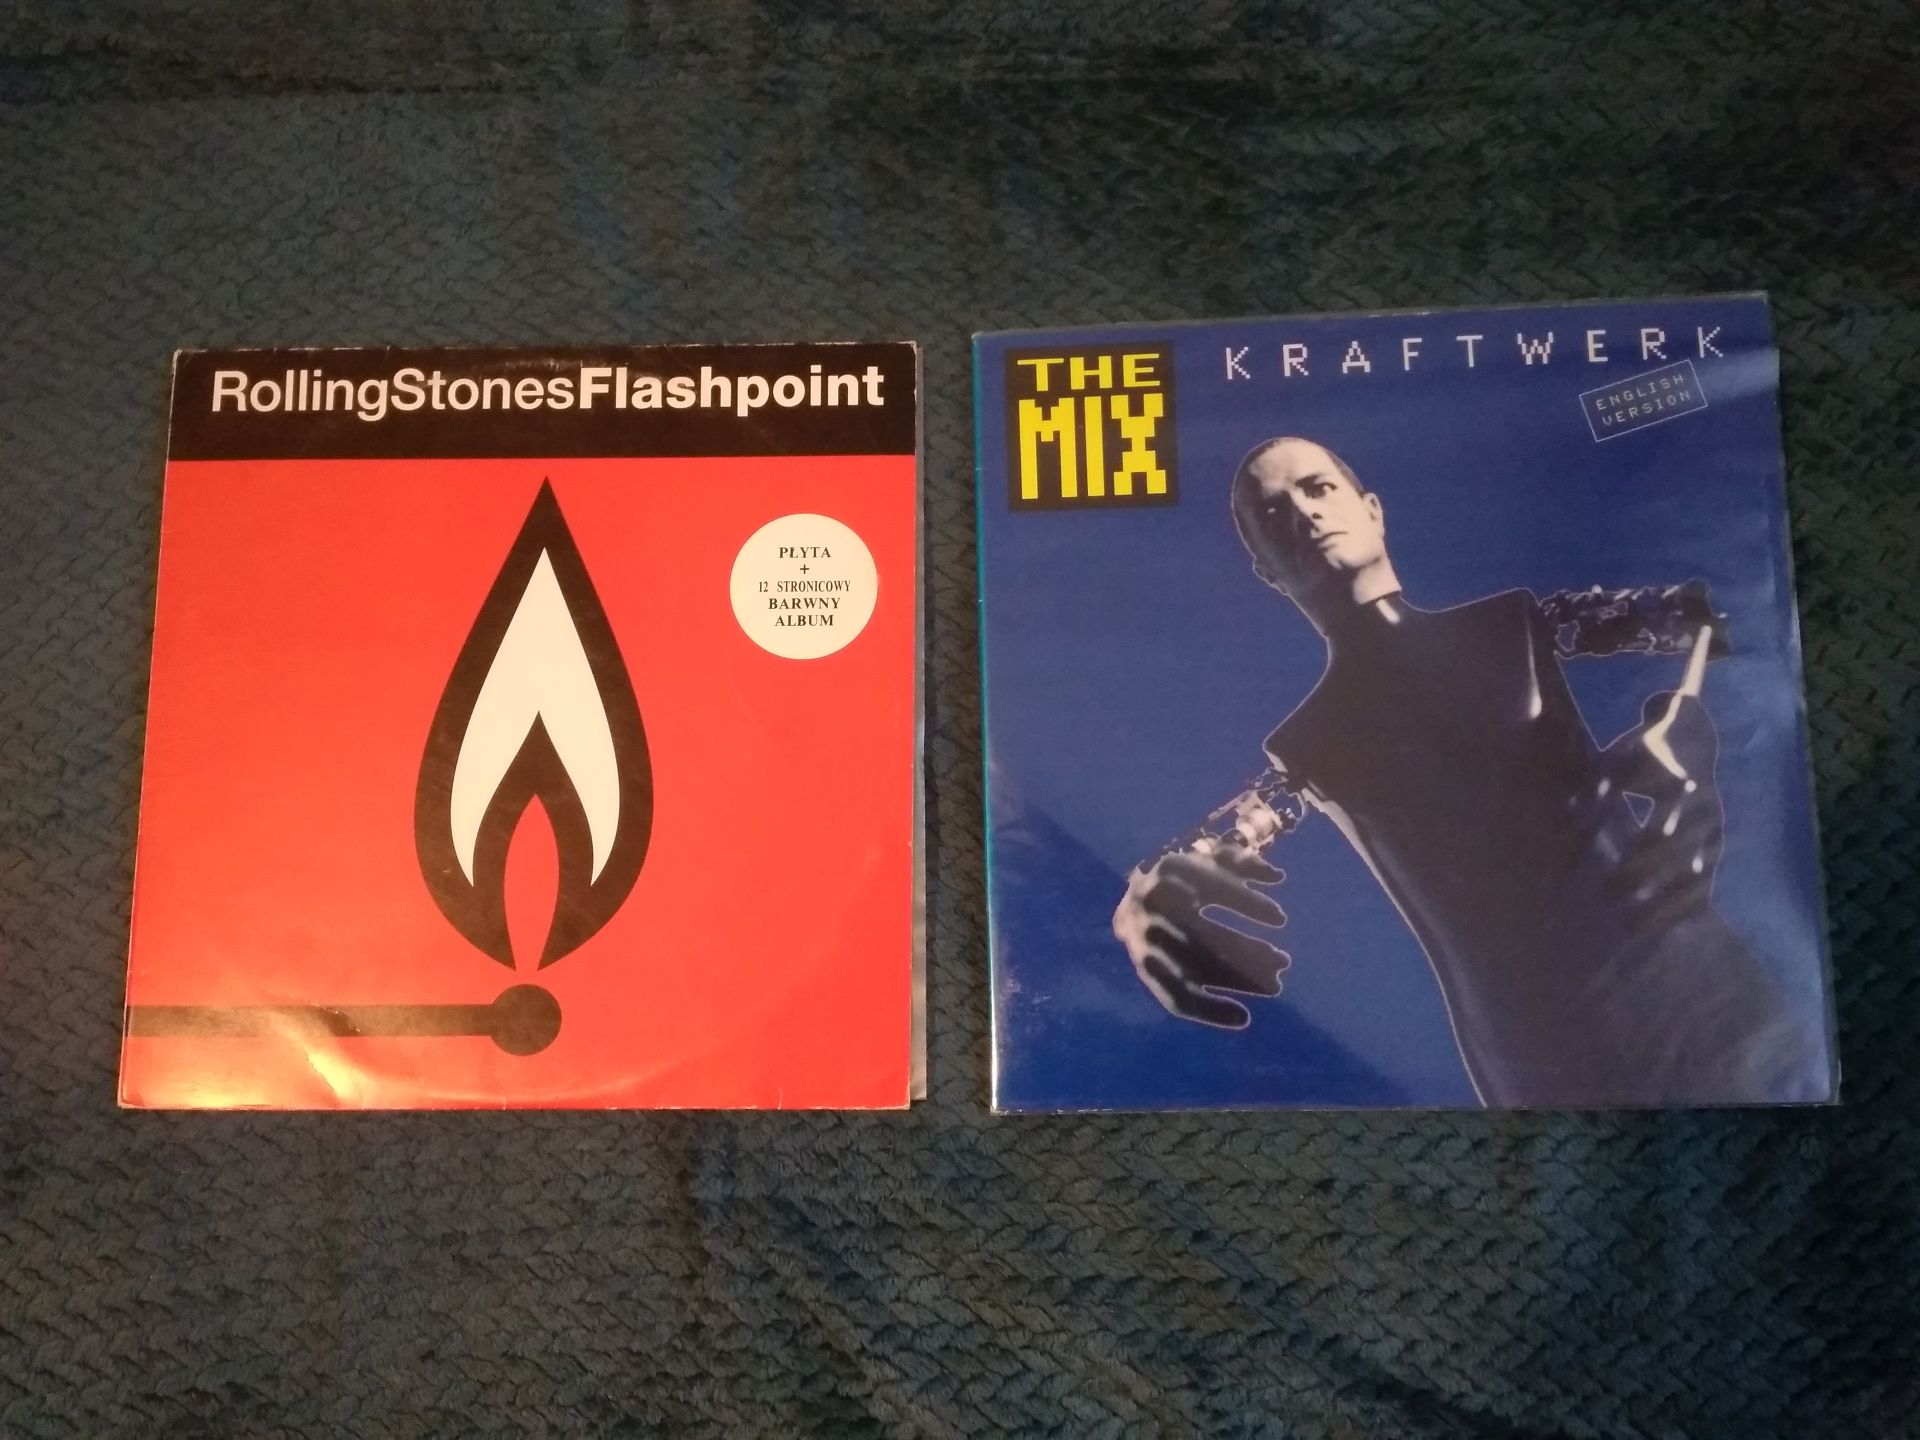 RollingStonesFlashpoint
PŁYTA
+
12 STRONICOWY
BARWNY
ALBUM
THE
MIX
KRAFTWERK
ENGLISH
VERSION